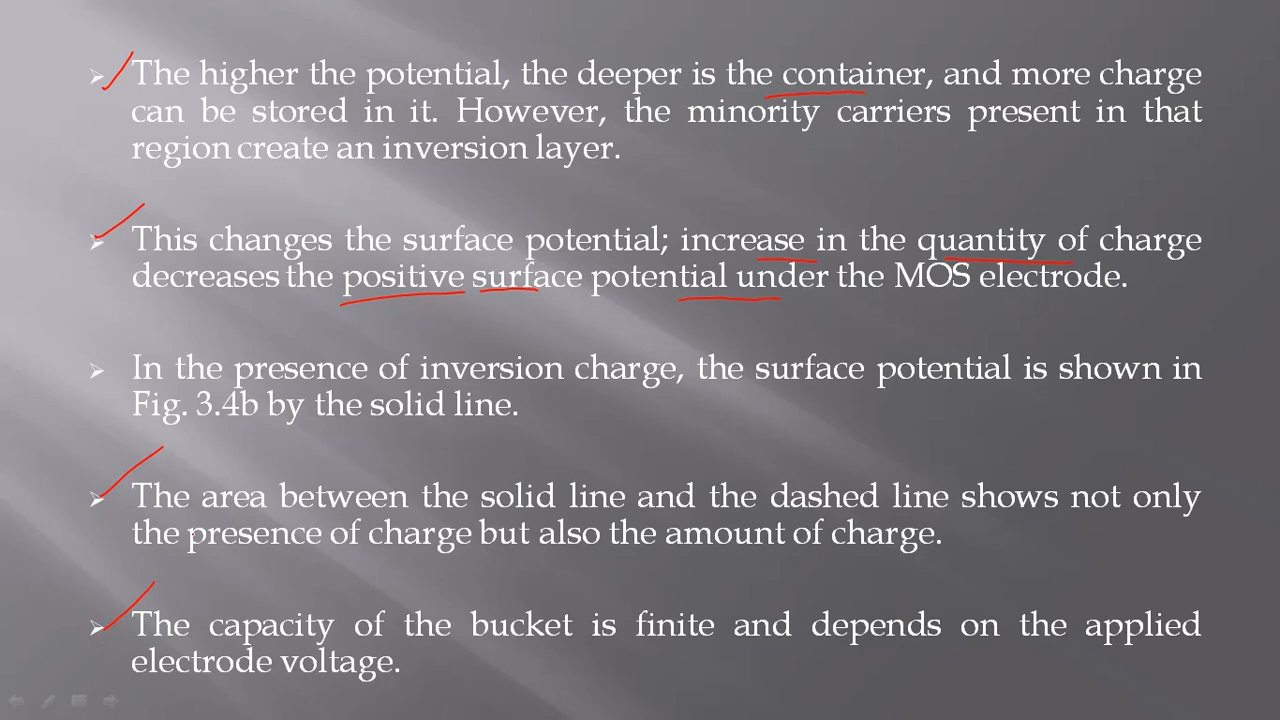 The higher the potential, the deeper is the container, and more charge
can be stored in it. However, the minority carriers present in that
region create an inversion layer.
This changes the surface potential; increase in the quantity of charge
decreases the positive surface potential under the MOS electrode.
In the presence of inversion charge, the surface potential is shown in
Fig. 3.4b by the solid line.
The area between the solid line and the dashed line shows not only
the presence of charge but also the amount of charge.
The capacity of the bucket is finite and depends on the applied
electrode voltage.